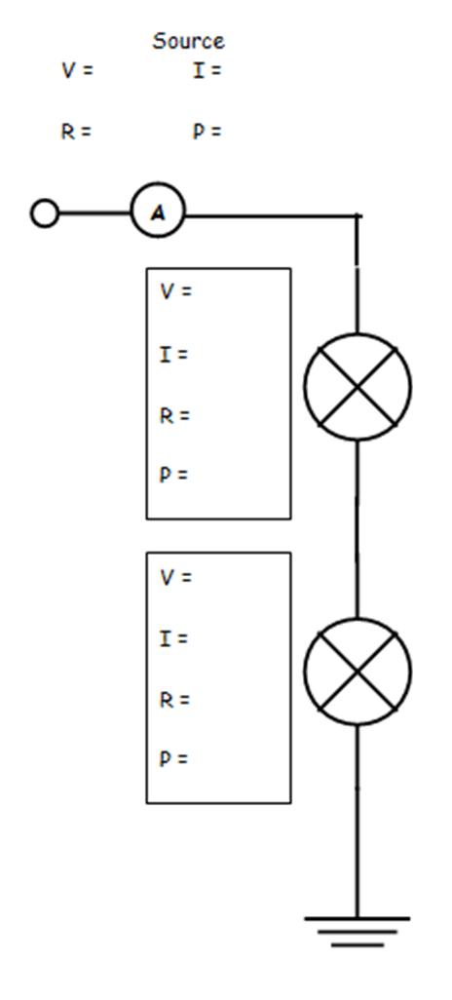 Source
V = I =
R = P =
A
V =
I =
R =
P =
V =
I =
R =
P =